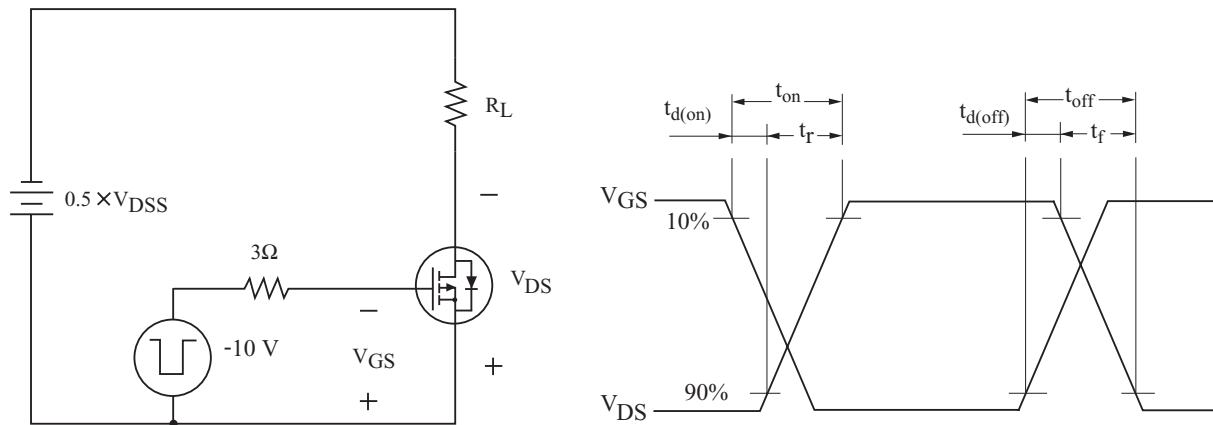 R_L
−
0.5 × V_DSS
3Ω
−
V_DS
-10 V
V_GS
+
+
t_on
t_d(on)
t_r
t_off
t_d(off)
t_f
V_GS
10%
90%
V_DS